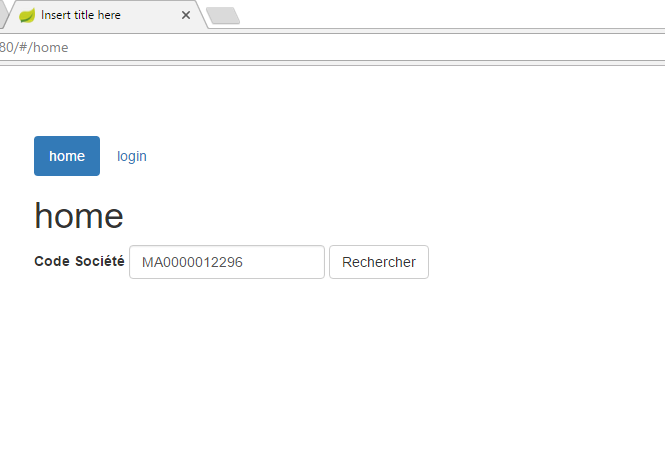 Insert title here
80/#/home
home login
home
Code Société MA0000012296 Rechercher